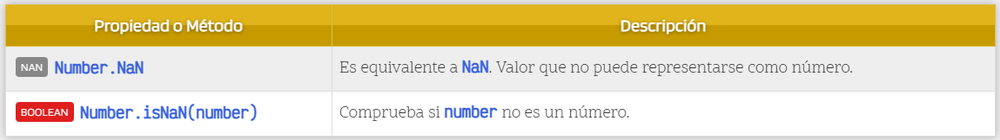 Propiedad o Método Descripción
NAN Number.NaN Es equivalente a NaN. Valor que no puede representarse como número.
BOOLEAN Number.isNaN(number) Comprueba si number no es un número.